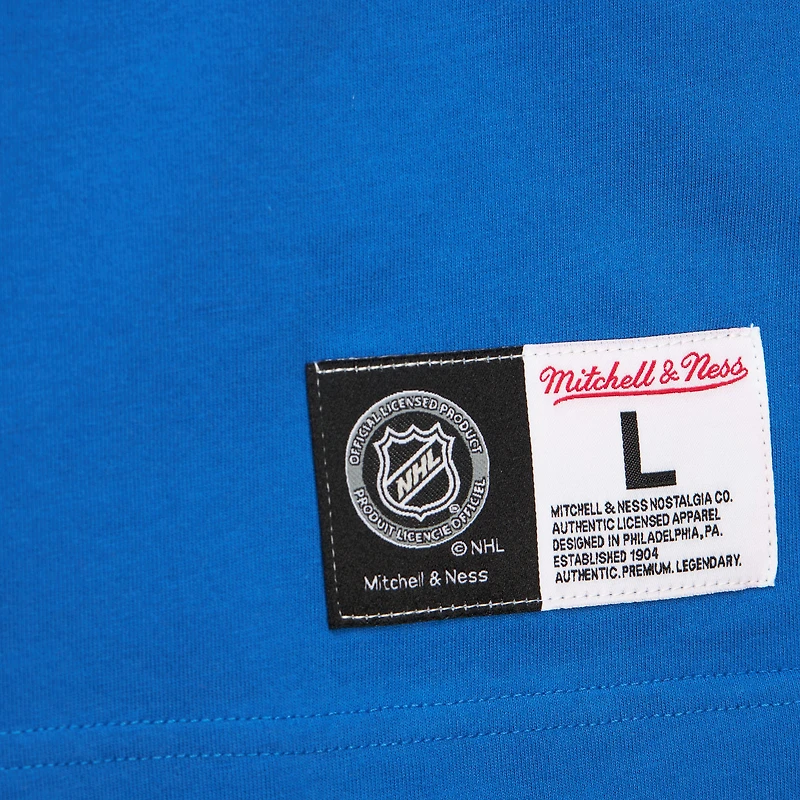 OFFICIAL LICENSED PRODUCT
NHL
PRODUIT LICENCIE OFFICIEL
®
© NHL
Mitchell & Ness
Mitchell & Ness
L
MITCHELL & NESS NOSTALGIA CO.
AUTHENTIC LICENSED APPAREL
DESIGNED IN PHILADELPHIA, PA.
ESTABLISHED 1904
AUTHENTIC. PREMIUM. LEGENDARY.